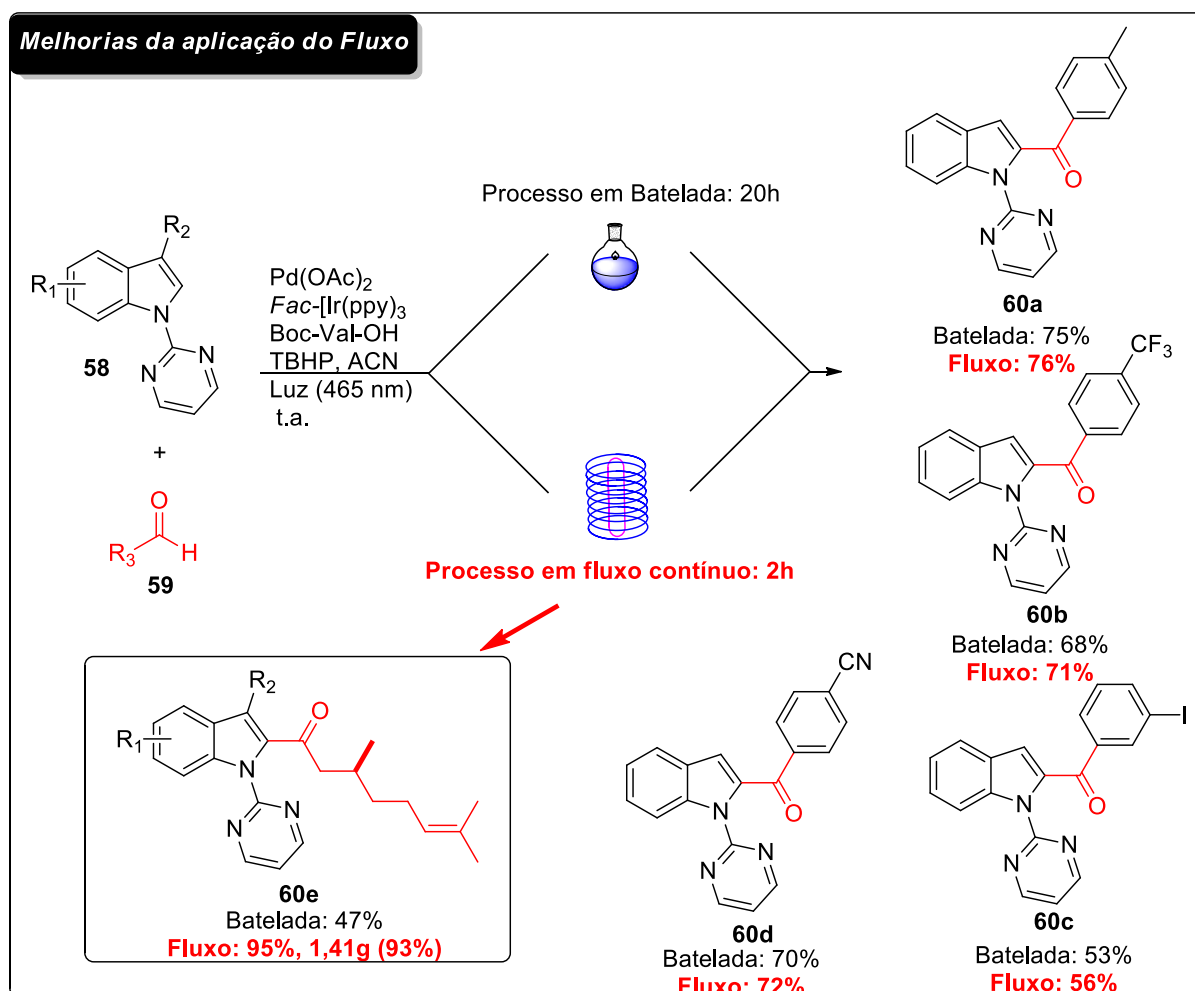 Melhorias da aplicação do Fluxo
R1
R2
N
N
N
58
+
O
R3
H
59
Pd(OAc)2
Fac-[Ir(ppy)3
Boc-Val-OH
TBHP, ACN
Luz (465 nm)
t.a.
Processo em Batelada: 20h
Processo em fluxo contínuo: 2h
N
O
N
N
60a
Batelada: 75%
Fluxo: 76%
CF3
N
O
N
N
60b
Batelada: 68%
Fluxo: 71%
I
N
O
N
N
60c
Batelada: 53%
Fluxo: 56%
CN
N
O
N
N
60d
Batelada: 70%
Fluxo: 72%
R2
O
R1
N
N
N
60e
Batelada: 47%
Fluxo: 95%, 1,41g (93%)